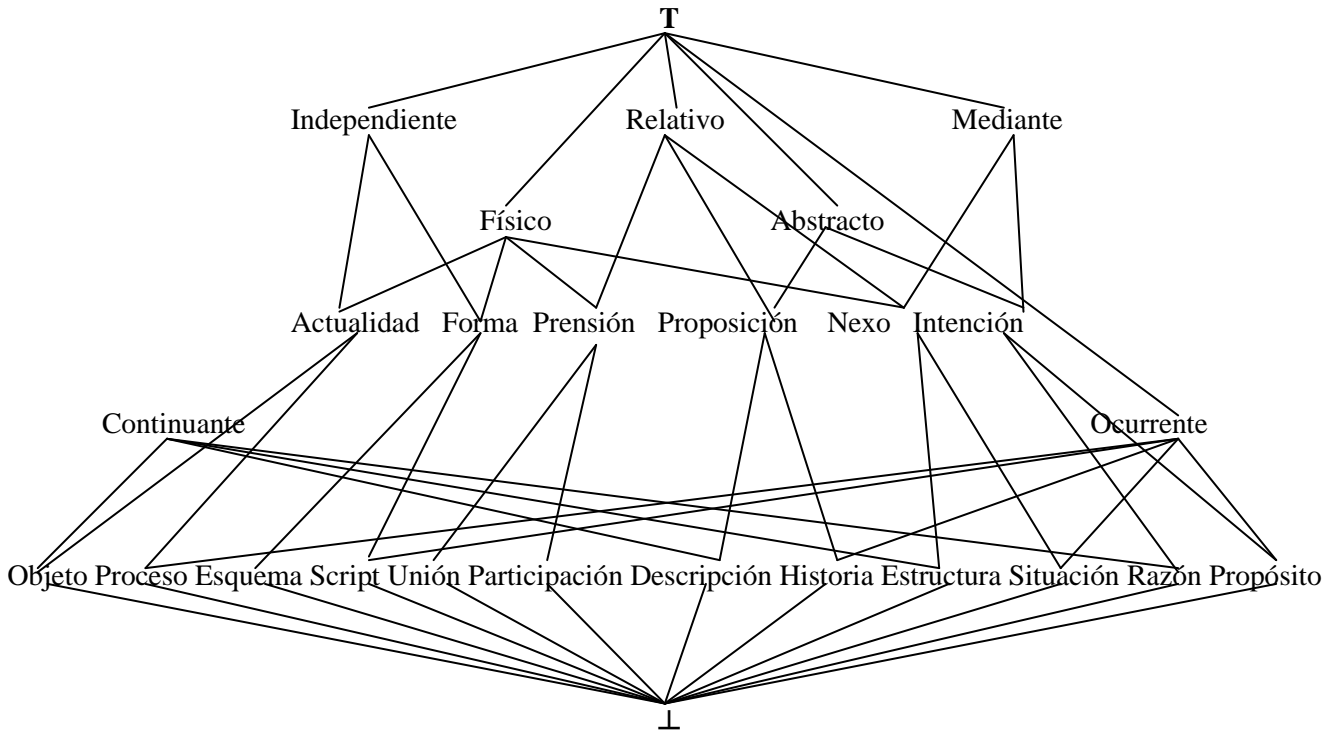 T
Independiente Relativo Mediante
Físico Abstracto
Actualidad Forma Prensión Proposición Nexo Intención
Continuante Ocurrente
Objeto Proceso Esquema Script Unión Participación Descripción Historia Estructura Situación Razón Propósito
⊥